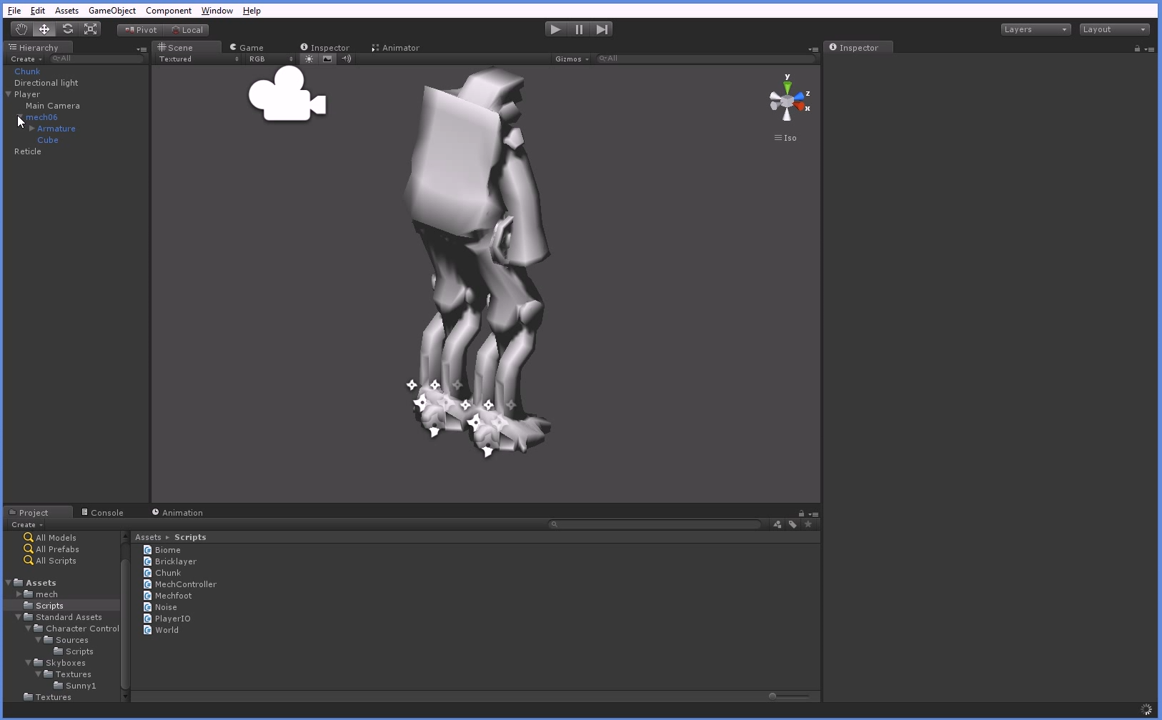 File Edit Assets GameObject Component Window Help
Pivot Local Layers Layout
Hierarchy Scene Game Inspector Animator Inspector
Create All Textured RGB Gizmos All
Chunk
Directional light
Player
Main Camera
mech06
Armature
Cube
Reticle
y
z
x
Iso
Project Console Animation
Create
All Models
All Prefabs
All Scripts
Assets
mech
Scripts
Standard Assets
Character Control
Sources
Scripts
Skyboxes
Textures
Sunny1
Textures
Assets Scripts
Biome
Bricklayer
Chunk
MechController
Mechfoot
Noise
PlayerIO
World